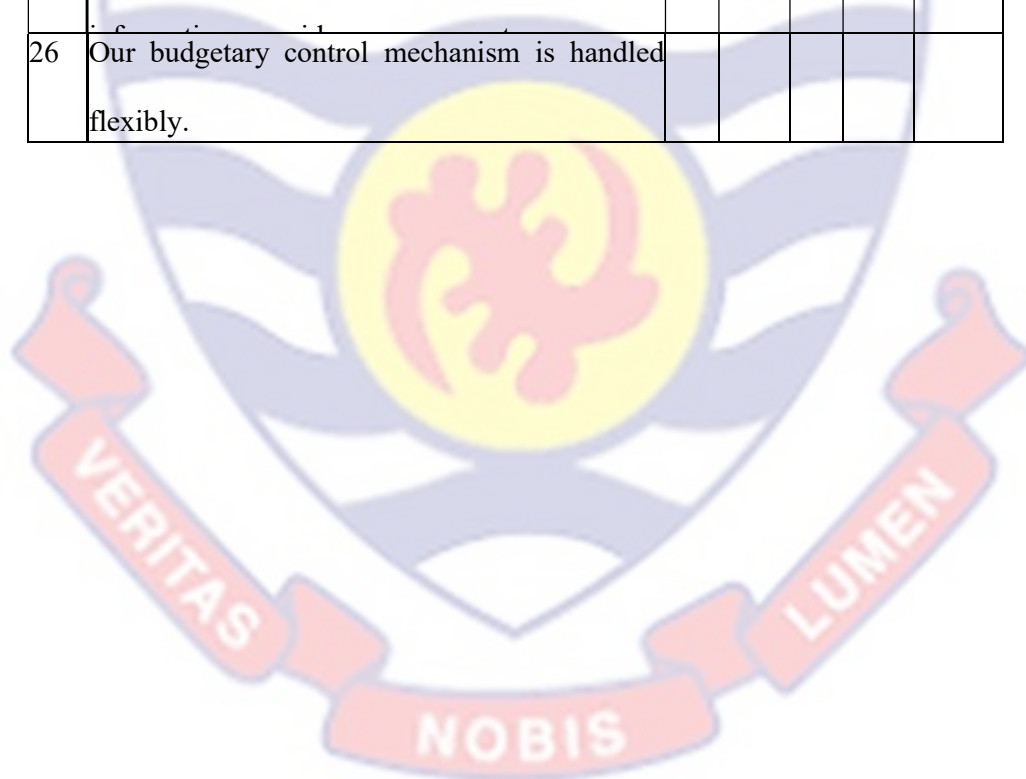 26 Our budgetary control mechanism is handled
flexibly.
VERITAS
NOBIS
LUMEN